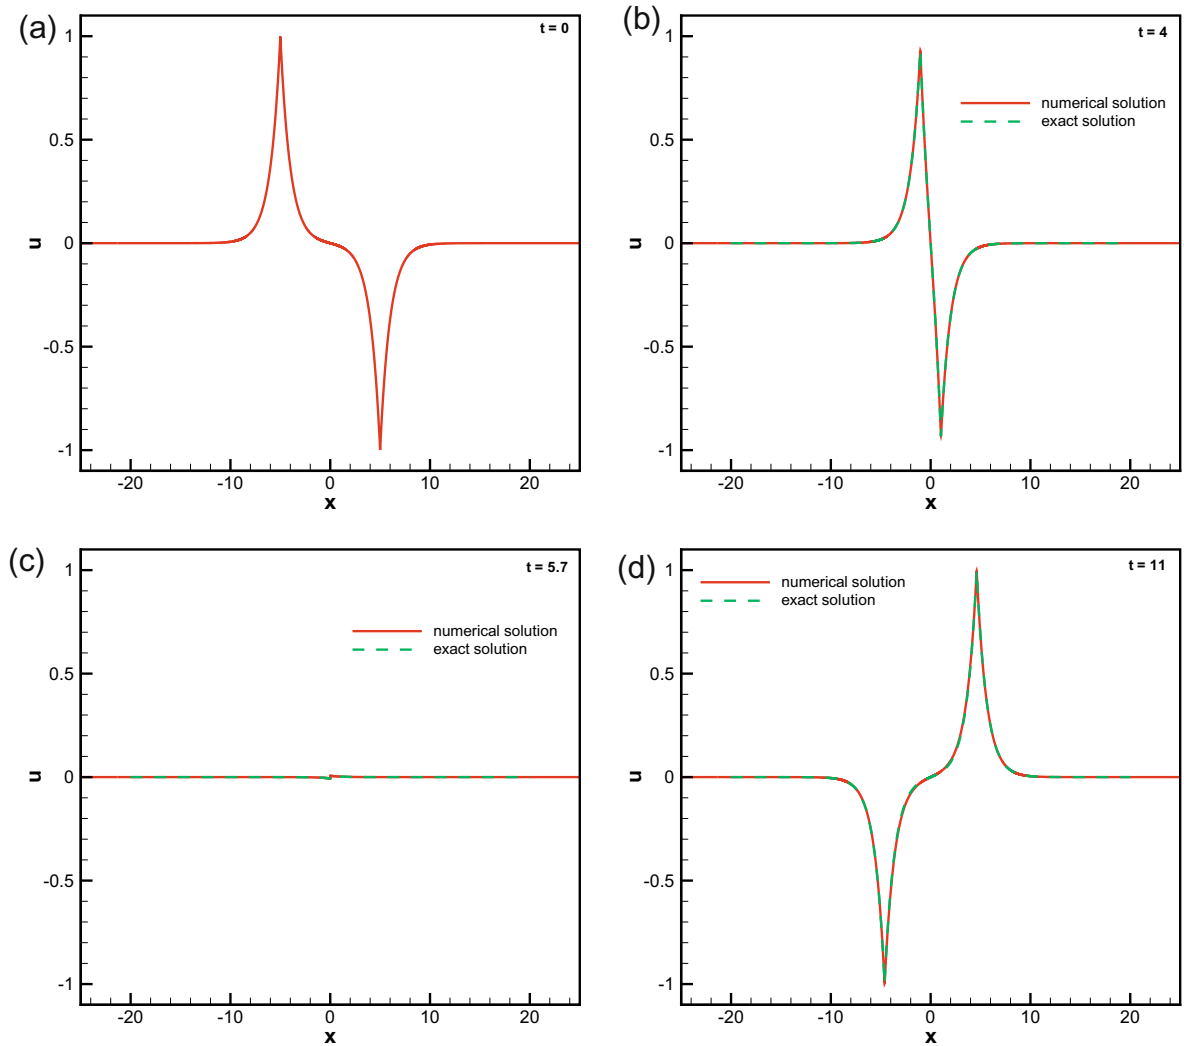 (a)
t = 0
1
0.5
0
-0.5
-1
u
-20
-10
0
10
20
x
(b)
t = 4
numerical solution
exact solution
1
0.5
0
-0.5
-1
u
-20
-10
0
10
20
x
(c)
t = 5.7
numerical solution
exact solution
1
0.5
0
-0.5
-1
u
-20
-10
0
10
20
x
(d)
t = 11
numerical solution
exact solution
1
0.5
0
-0.5
-1
u
-20
-10
0
10
20
x